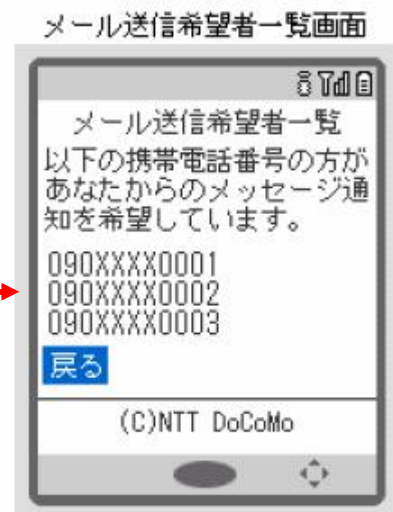 メール送信希望者一覧画面
メール送信希望者一覧
以下の携帯電話番号の方が
あなたからのメッセージ通
知を希望しています。
090XXXX0001
090XXXX0002
090XXXX0003
戻る
(C)NTT DoCoMo